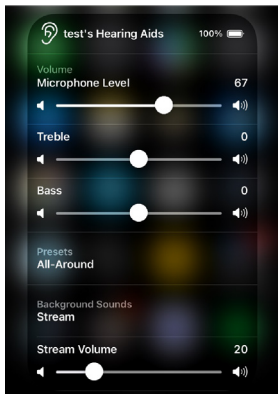 test's Hearing Aids 100%
Volume
Microphone Level 67
Treble 0
Bass 0
Presets
All-Around
Background Sounds
Stream
Stream Volume 20